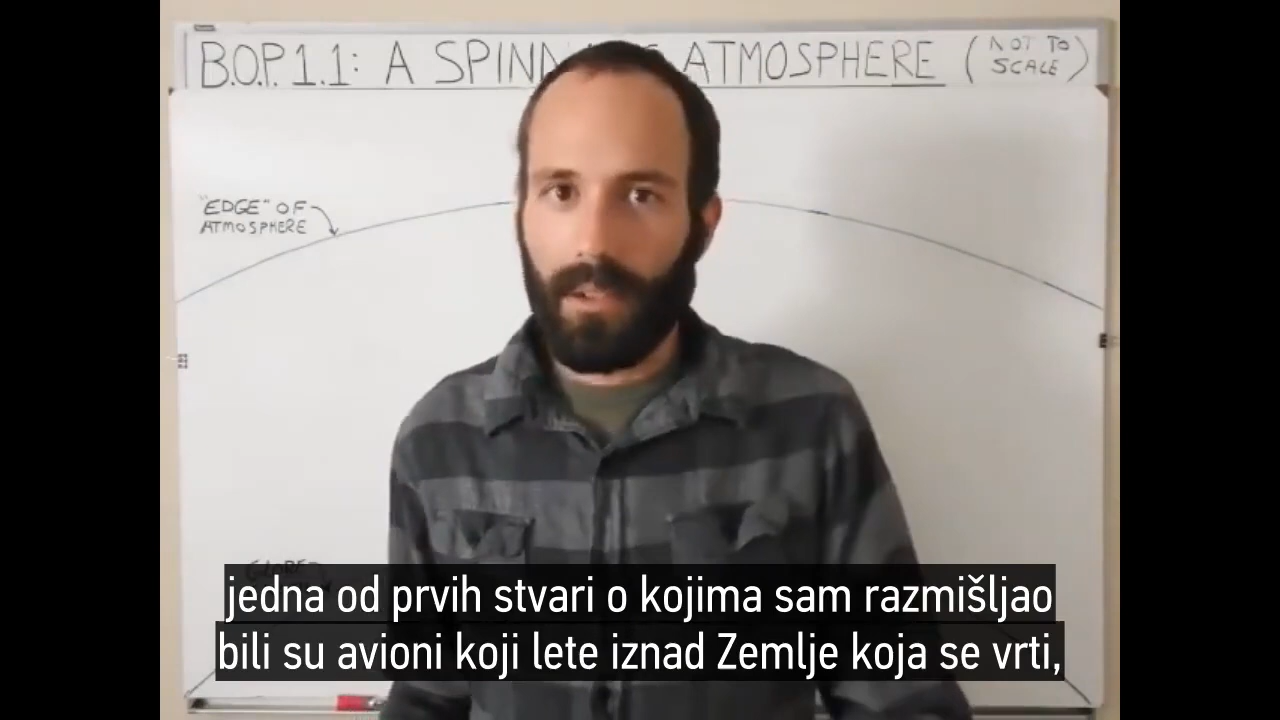 B.O.P. 1.1: A SPINN ATMOSPHERE (NOT TO
SCALE)
"EDGE" OF
ATMOSPHERE
jedna od prvih stvari o kojima sam razmišljao
bili su avioni koji lete iznad Zemlje koja se vrti,